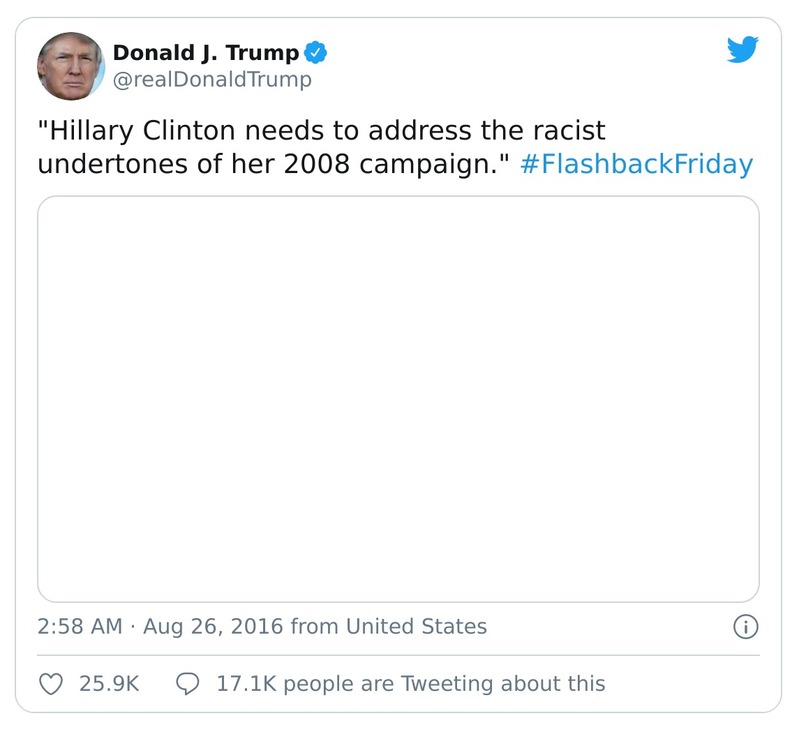 Donald J. Trump
@realDonaldTrump
"Hillary Clinton needs to address the racist
undertones of her 2008 campaign." #FlashbackFriday
2:58 AM · Aug 26, 2016 from United States
25.9K 17.1K people are Tweeting about this